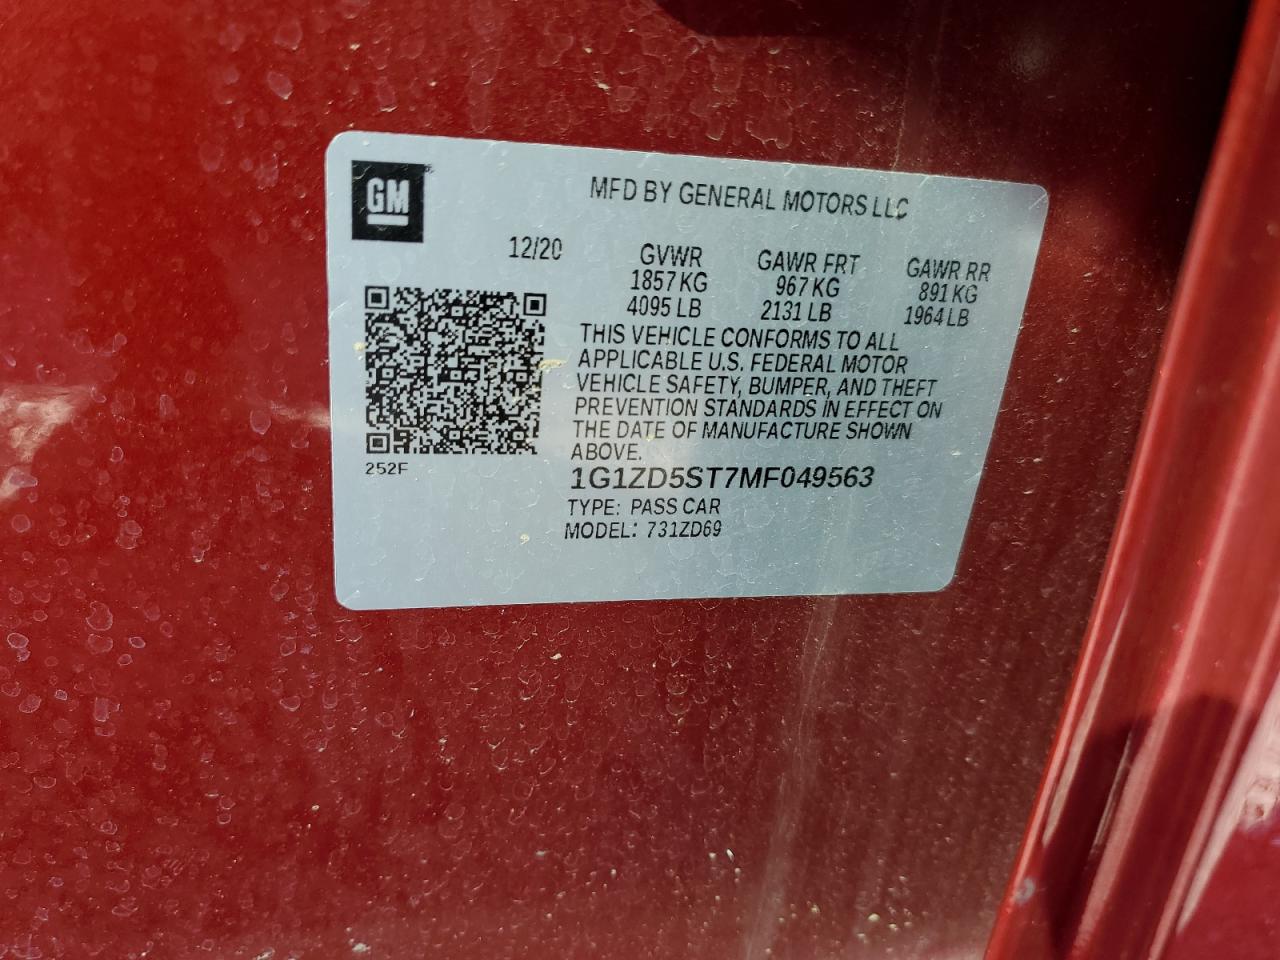 GM
MFD BY GENERAL MOTORS LLC
12/20
GVWR GAWR FRT GAWR RR
1857 KG 967 KG 891 KG
4095 LB 2131 LB 1964 LB
THIS VEHICLE CONFORMS TO ALL
APPLICABLE U.S. FEDERAL MOTOR
VEHICLE SAFETY, BUMPER, AND THEFT
PREVENTION STANDARDS IN EFFECT ON
THE DATE OF MANUFACTURE SHOWN
ABOVE.
252F
1G1ZD5ST7MF049563
TYPE: PASS CAR
MODEL: 731ZD69